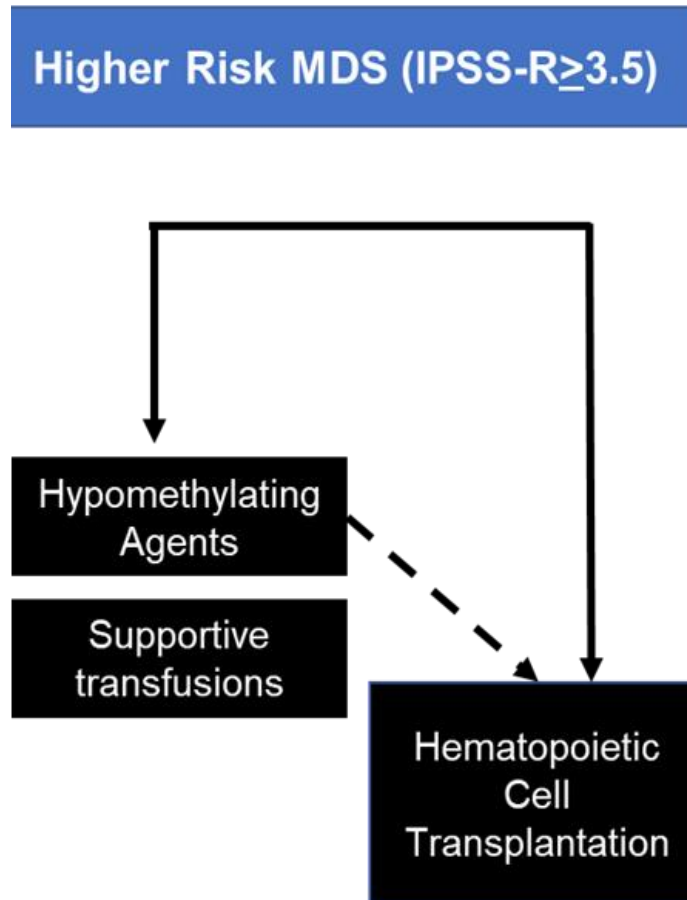 Higher Risk MDS (IPSS-R≥3.5)
Hypomethylating
Agents
Supportive
transfusions
Hematopoietic
Cell
Transplantation